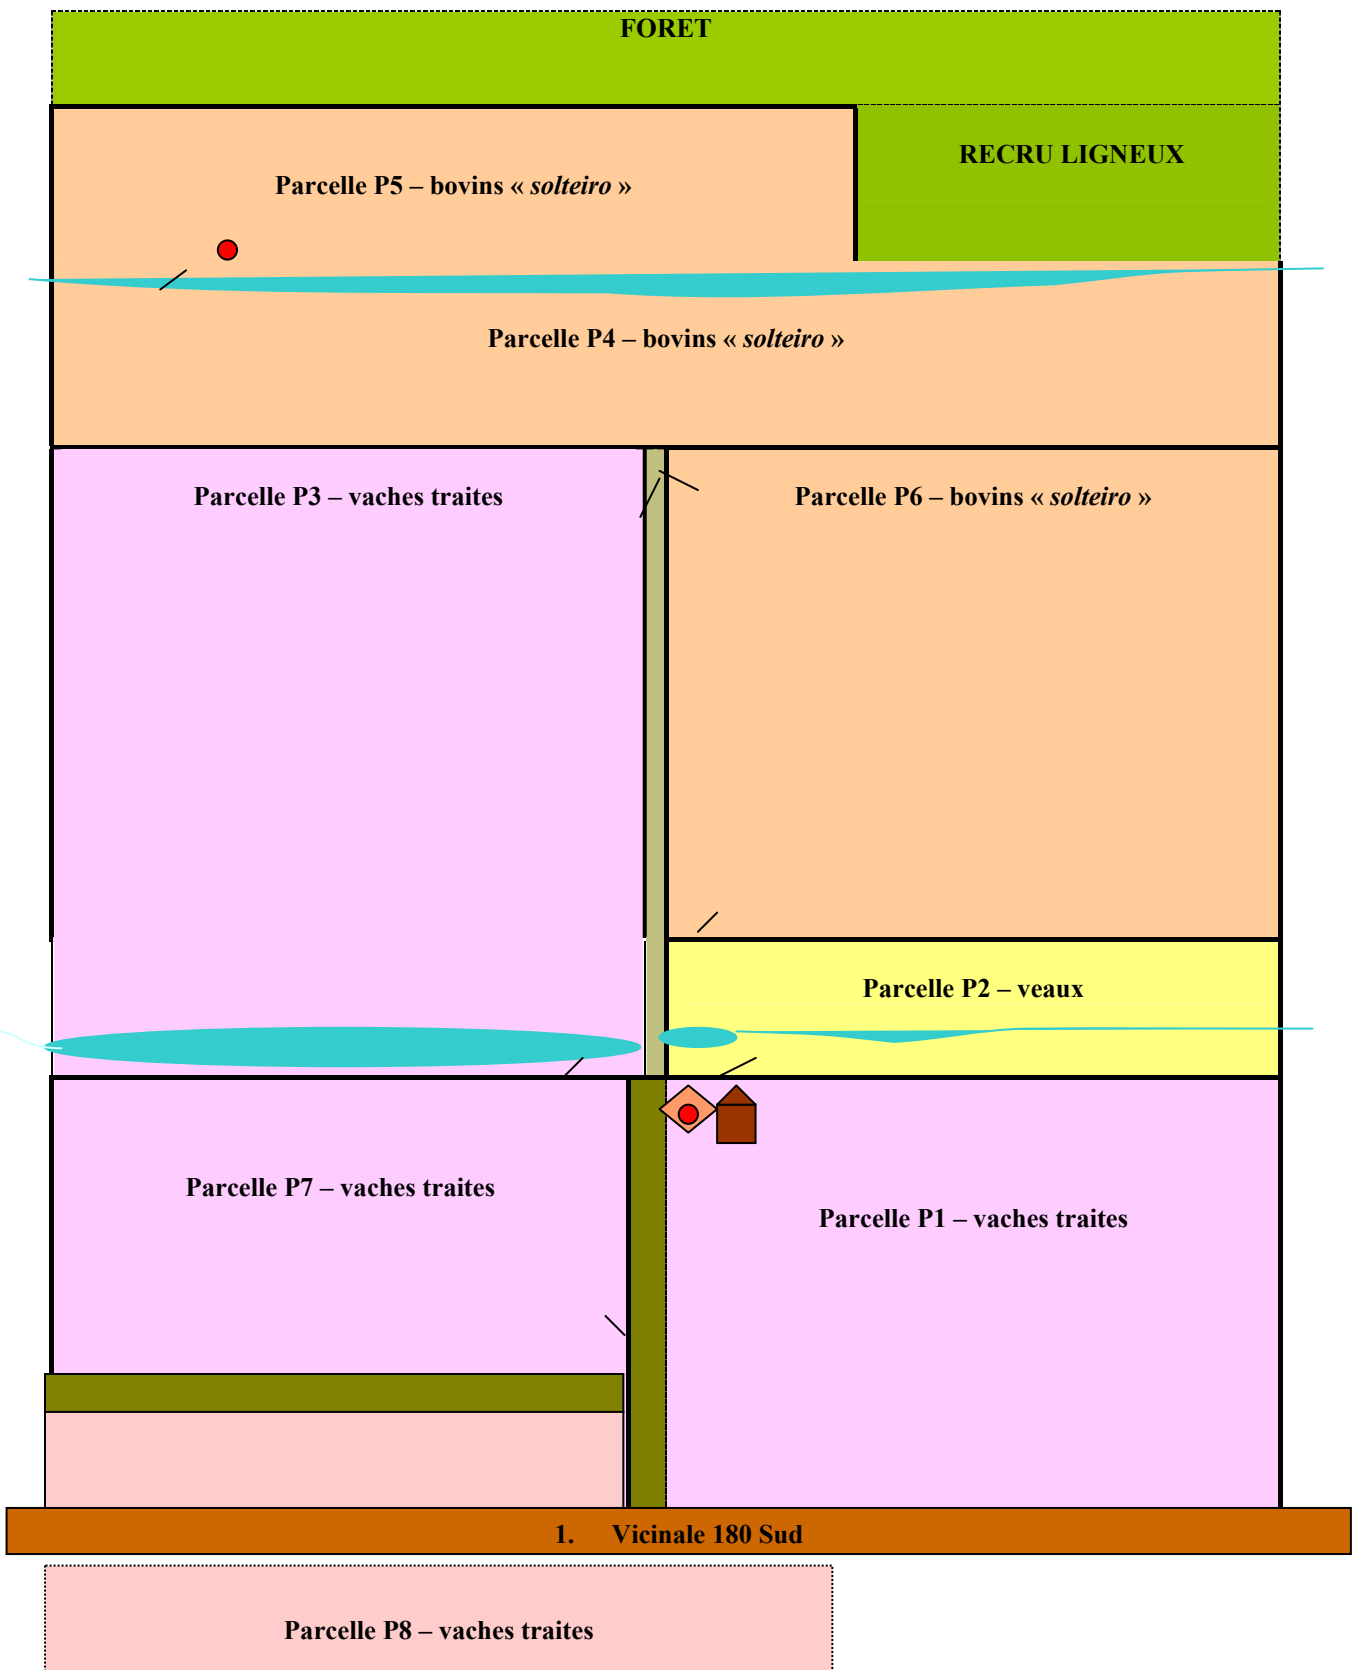 FORET
RECRU LIGNEUX
Parcelle P5 – bovins « solteiro »
Parcelle P4 – bovins « solteiro »
Parcelle P3 – vaches traites
Parcelle P6 – bovins « solteiro »
Parcelle P2 – veaux
Parcelle P7 – vaches traites
Parcelle P1 – vaches traites
1. Vicinale 180 Sud
Parcelle P8 – vaches traites